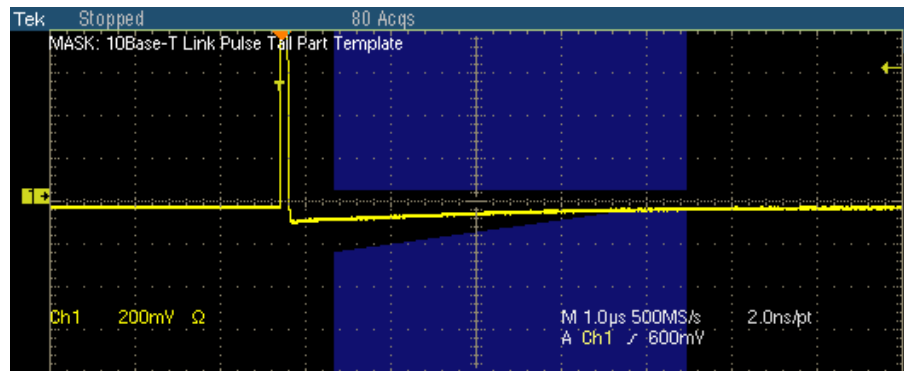 Tek Stopped 80 Acqs
MASK: 10Base-T Link Pulse Tail Part Template
T
1
Ch1 200mV Ω M 1.0µs 500MS/s 2.0ns/pt
A Ch1 ⁄ 600mV